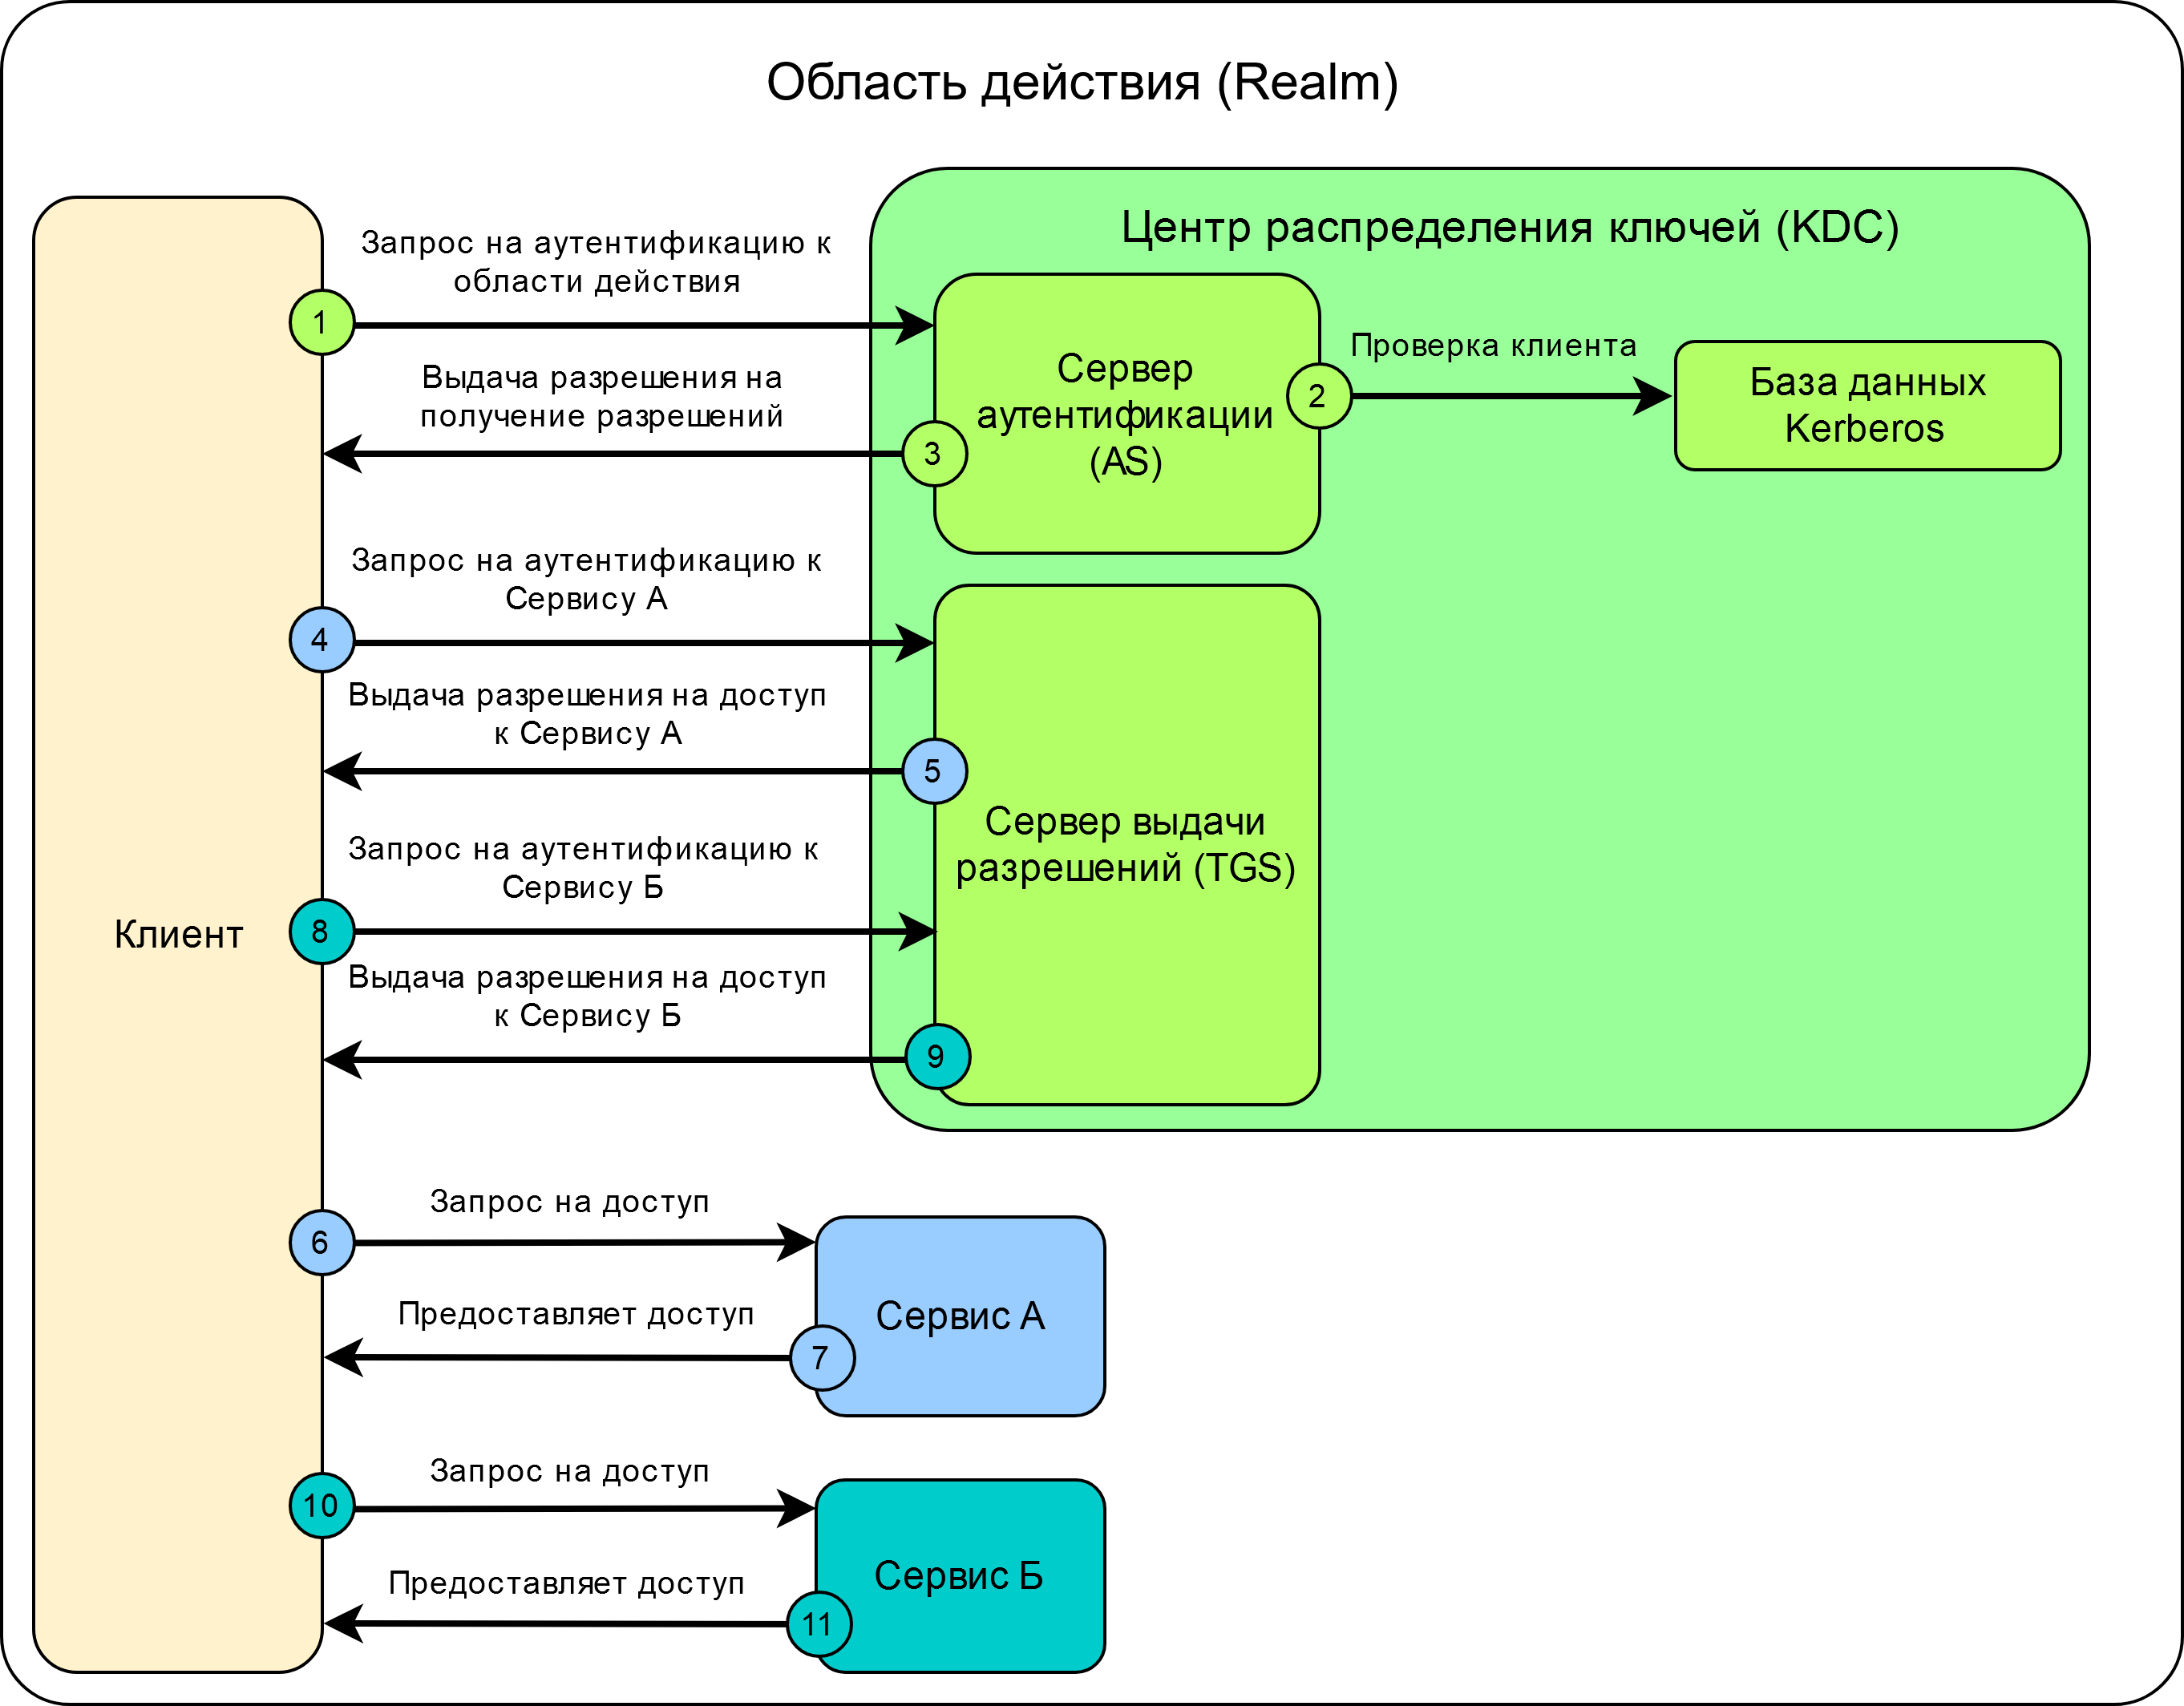 Область действия (Realm)
Центр распределения ключей (KDC)
Запрос на аутентификацию к
области действия
1
Выдача разрешения на
получение разрешений
3
Сервер
аутентификации
(AS)
2
Проверка клиента
База данных
Kerberos
Запрос на аутентификацию к
Сервису А
4
Выдача разрешения на доступ
к Сервису А
5
Сервер выдачи
разрешений (TGS)
Запрос на аутентификацию к
Сервису Б
8
Клиент
Выдача разрешения на доступ
к Сервису Б
9
Запрос на доступ
6
Предоставляет доступ
7
Сервис А
Запрос на доступ
10
Предоставляет доступ
11
Сервис Б